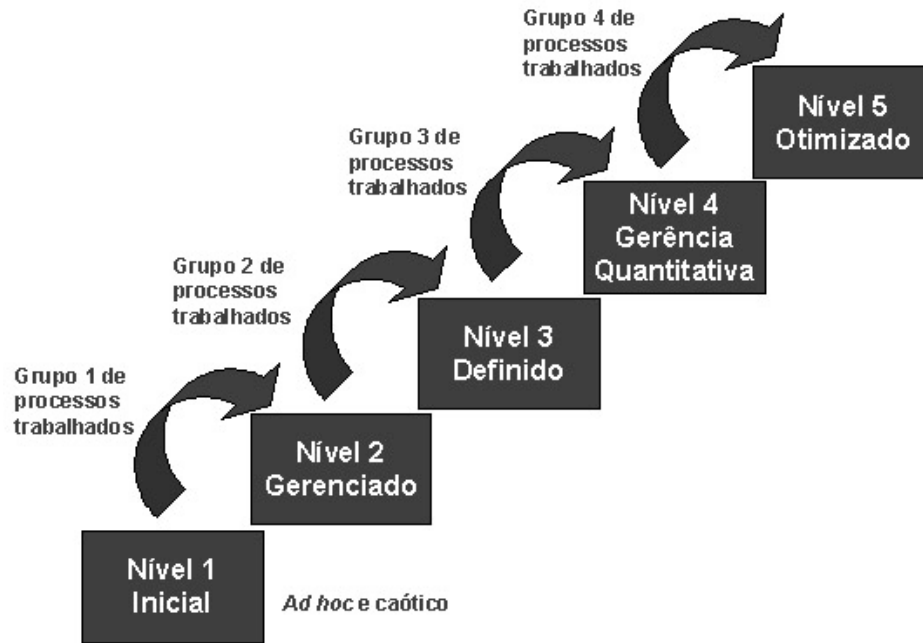 Grupo 4 de
processos
trabalhados
Nível 5
Otimizado
Grupo 3 de
processos
trabalhados
Nível 4
Gerência
Quantitativa
Grupo 2 de
processos
trabalhados
Nível 3
Definido
Grupo 1 de
processos
trabalhados
Nível 2
Gerenciado
Nível 1
Inicial
Ad hoc e caótico